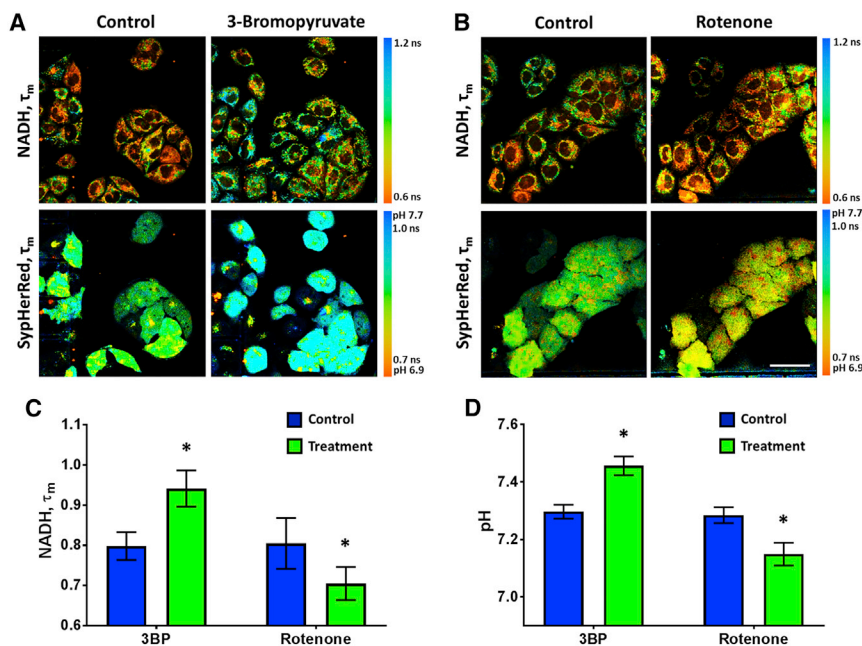 A
Control
3-Bromopyruvate
NADH, τm
1.2 ns
0.6 ns
SypHerRed, τm
pH 7.7
1.0 ns
0.7 ns
pH 6.9
B
Control
Rotenone
NADH, τm
1.2 ns
0.6 ns
SypHerRed, τm
pH 7.7
1.0 ns
0.7 ns
pH 6.9
C
Control
Treatment
NADH, τm
1.1
1.0
0.9
0.8
0.7
0.6
*
*
3BP
Rotenone
D
Control
Treatment
pH
7.6
7.4
7.2
7.0
*
*
3BP
Rotenone